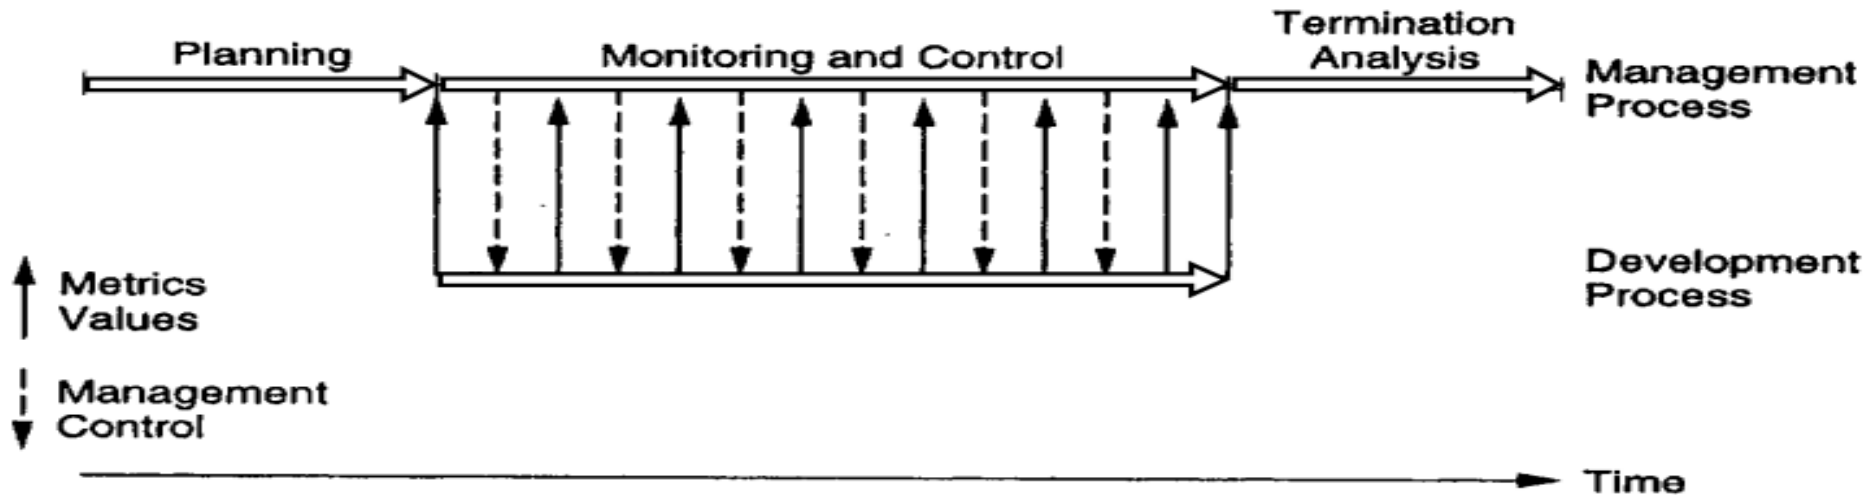 Planning
Monitoring and Control
Termination
Analysis
Management
Process
Development
Process
Metrics
Values
Management
Control
Time